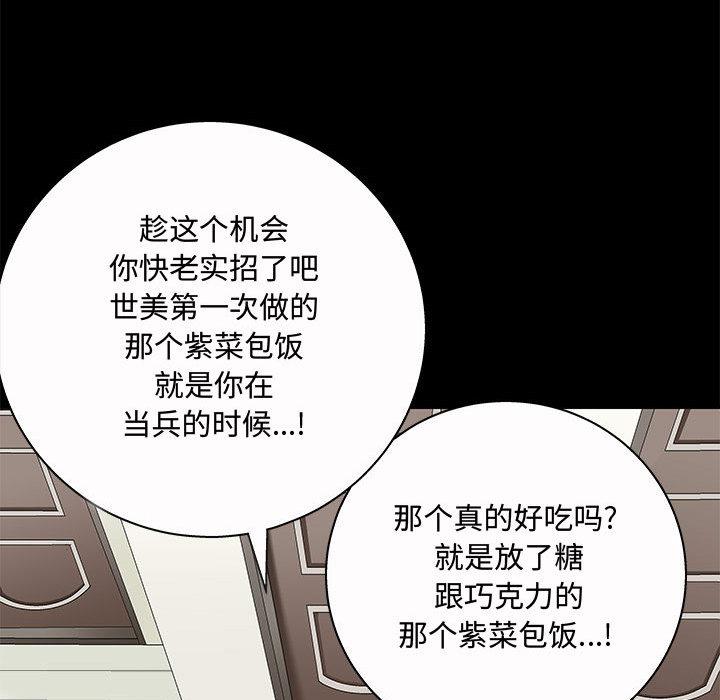 趁这个机会
你快老实招了吧
世美第一次做的
那个紫菜包饭
就是你在
当兵的时候...!
那个真的好吃吗?
就是放了糖
跟巧克力的
那个紫菜包饭...!